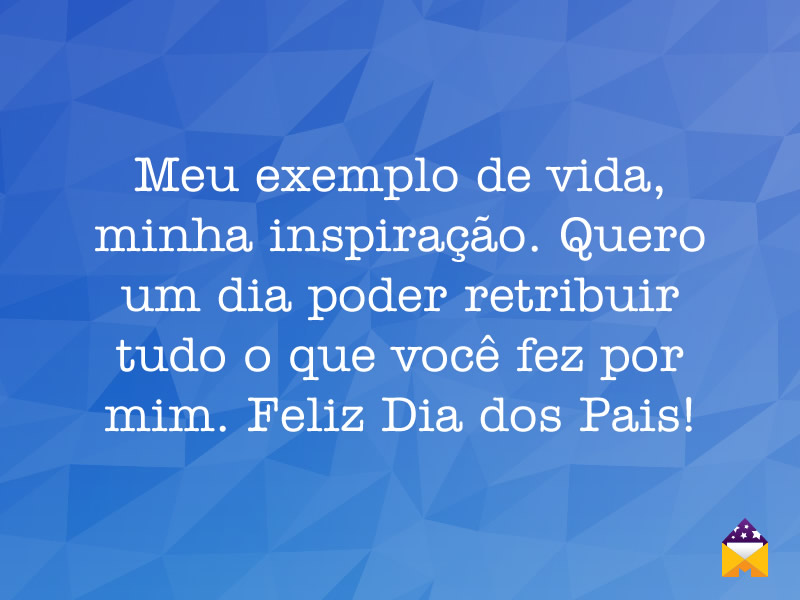 Meu exemplo de vida,
minha inspiração. Quero
um dia poder retribuir
tudo o que você fez por
mim. Feliz Dia dos Pais!